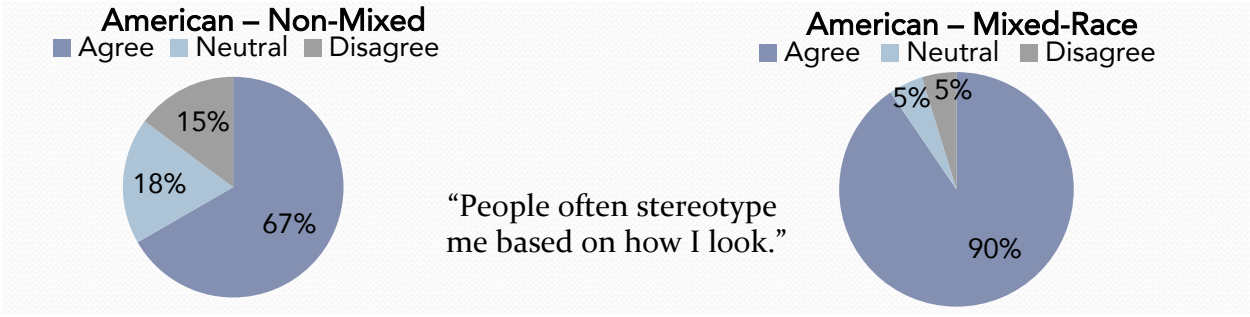 American – Non-Mixed
Agree Neutral Disagree
15%
18%
67%
“People often stereotype
me based on how I look.”
American – Mixed-Race
Agree Neutral Disagree
5% 5%
90%